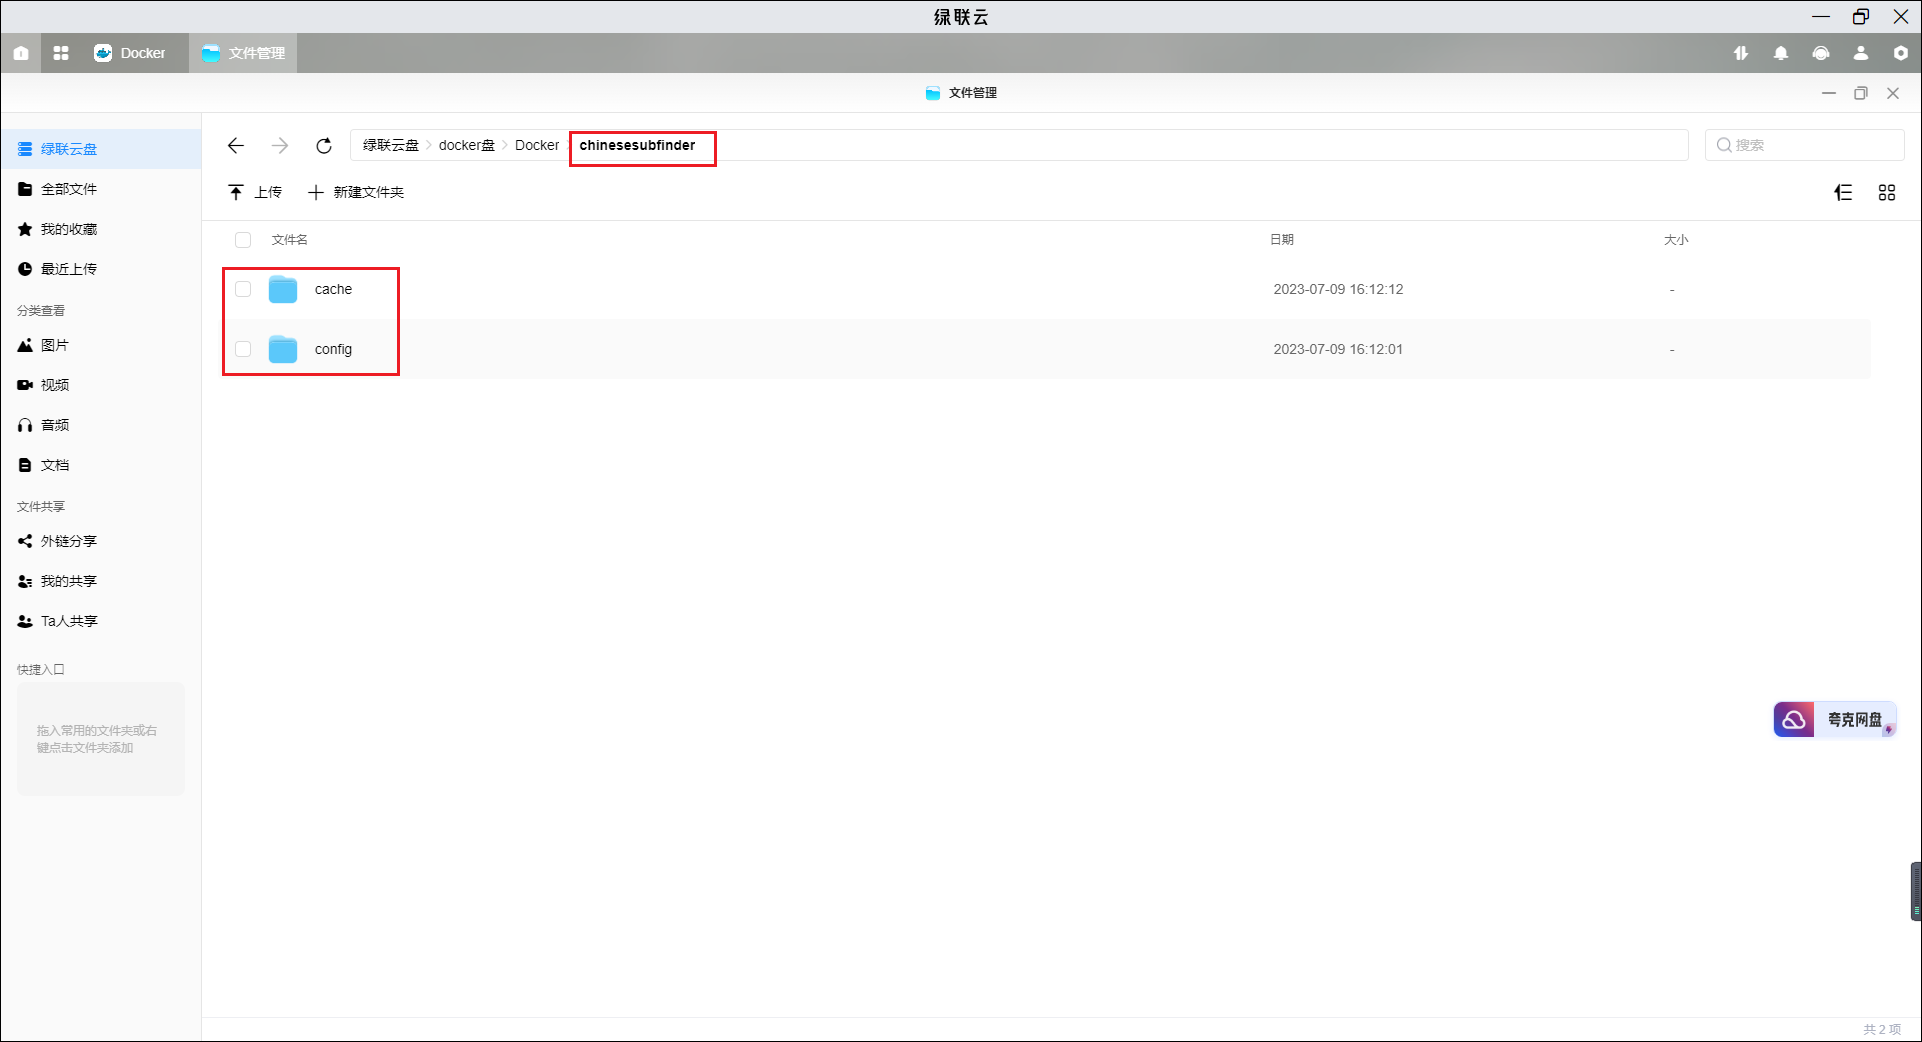 绿联云
Docker
文件管理
文件管理
绿联云盘
全部文件
我的收藏
最近上传
分类查看
图片
视频
音频
文档
文件共享
外链分享
我的共享
Ta人共享
快捷入口
拖入常用的文件夹或右
键点击文件夹添加
绿联云盘 docker盘 Docker chinesesubfinder
搜索
上传 新建文件夹
文件名 日期 大小
cache 2023-07-09 16:12:12 -
config 2023-07-09 16:12:01 -
夸克网盘
共 2 项